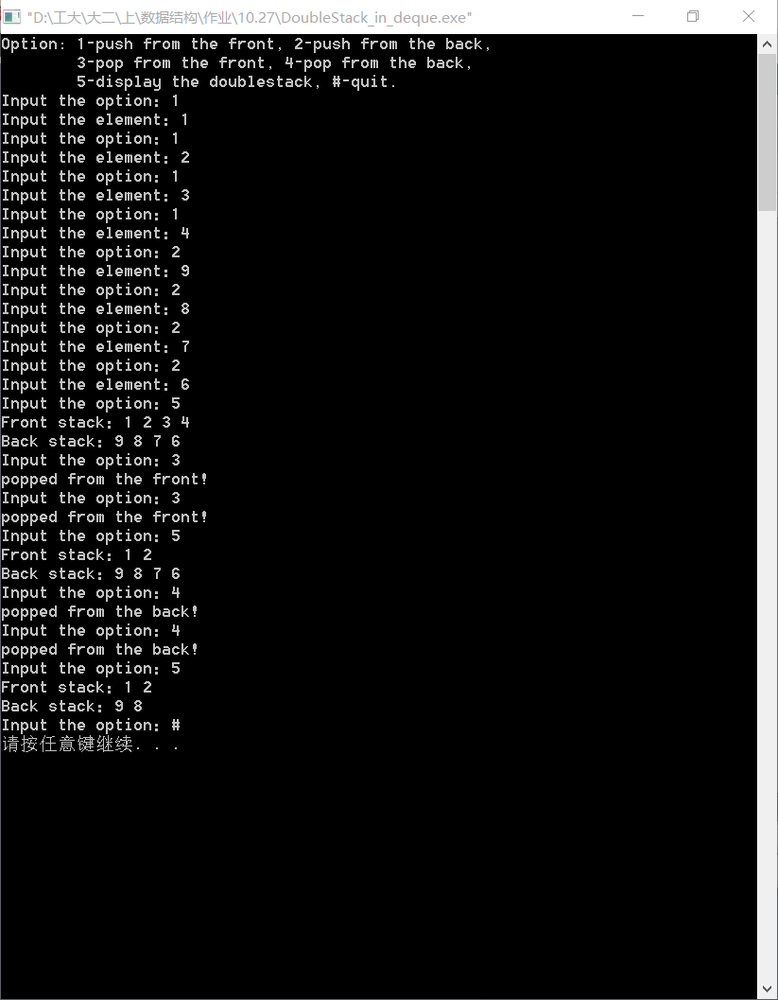 "D:\工大\大二\上\数据结构\作业\10.27\DoubleStack_in_deque.exe"
Option: 1-push from the front, 2-push from the back,
3-pop from the front, 4-pop from the back,
5-display the doublestack, #-quit.
Input the option: 1
Input the element: 1
Input the option: 1
Input the element: 2
Input the option: 1
Input the element: 3
Input the option: 1
Input the element: 4
Input the option: 2
Input the element: 9
Input the option: 2
Input the element: 8
Input the option: 2
Input the element: 7
Input the option: 2
Input the element: 6
Input the option: 5
Front stack: 1 2 3 4
Back stack: 9 8 7 6
Input the option: 3
popped from the front!
Input the option: 3
popped from the front!
Input the option: 5
Front stack: 1 2
Back stack: 9 8 7 6
Input the option: 4
popped from the back!
Input the option: 4
popped from the back!
Input the option: 5
Front stack: 1 2
Back stack: 9 8
Input the option: #
请按任意键继续. . .